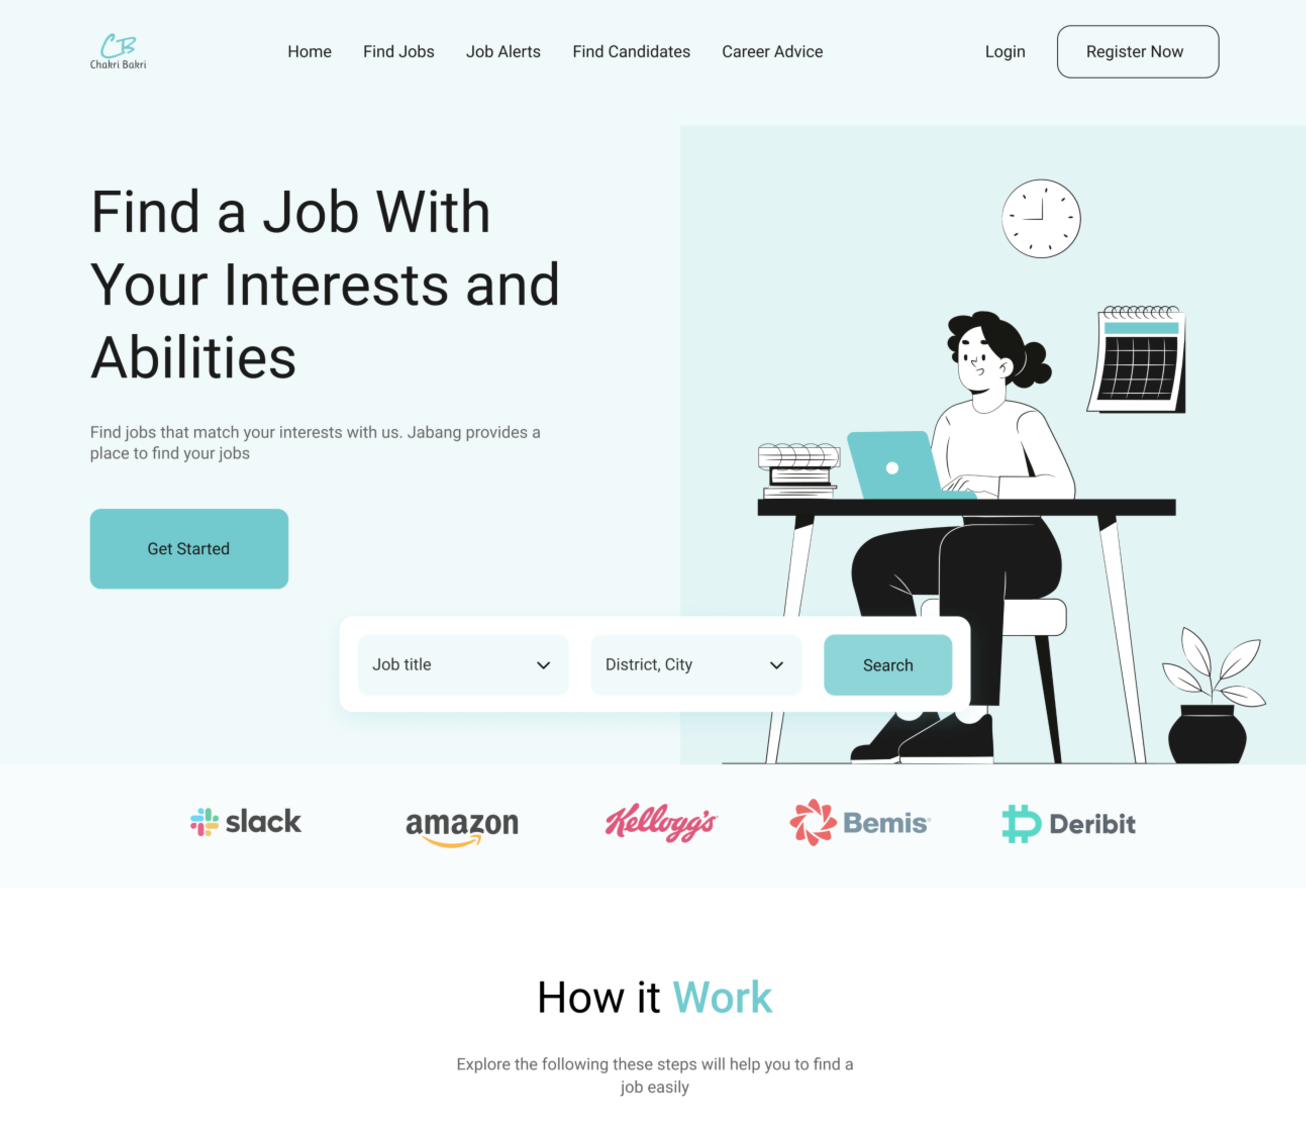 CB
Chakri Bakri
Home Find Jobs Job Alerts Find Candidates Career Advice Login Register Now
Find a Job With
Your Interests and
Abilities
Find jobs that match your interests with us. Jabang provides a
place to find your jobs
Get Started
Job title District, City Search
slack amazon Kellogg's Bemis Deribit
How it Work
Explore the following these steps will help you to find a
job easily